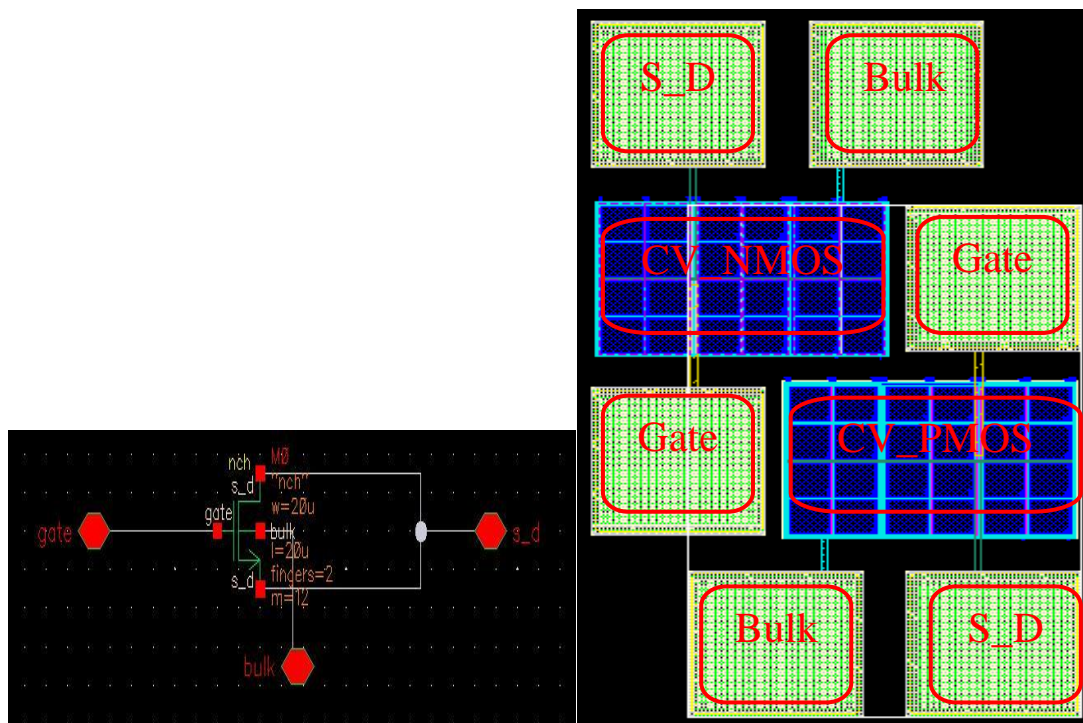 nch
M0
"nch"
s_d
w=20u
gate
gate
bulk
s_d
l=20u
fingers=2
s_d
m=12
bulk
S_D
Bulk
CV_NMOS
Gate
Gate
CV_PMOS
Bulk
S_D